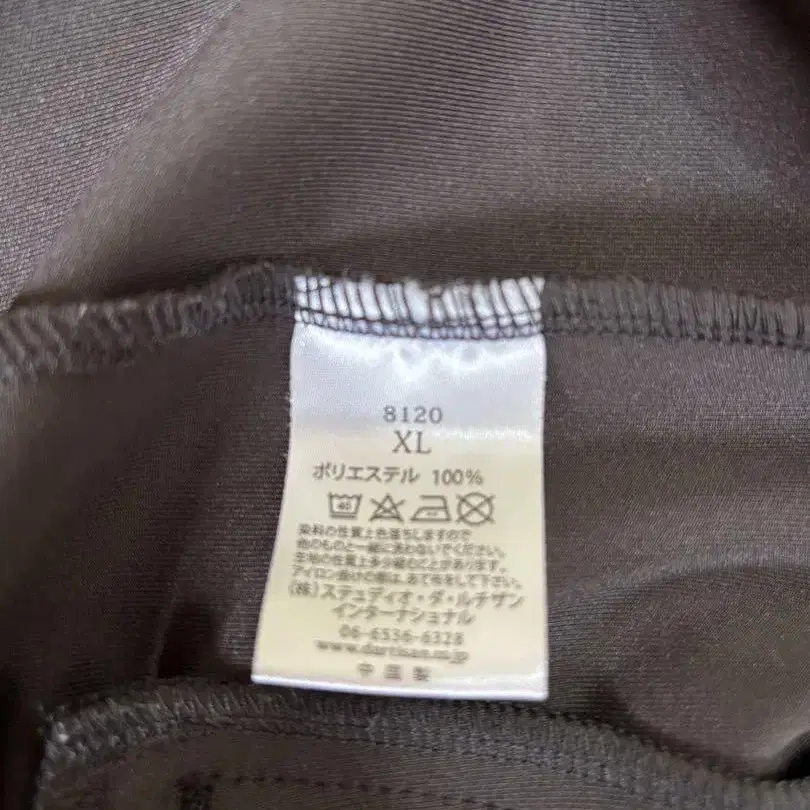 8120
XL
ポリエステル 100%
40
染料の性質上色落ちしますので
他のものと一緒に洗わないでください。
生地の性質上多少縮むことがあります。
アイロン掛けの際は、あて布をして下さい。
(株)ステュディオ・ダ・ルチザン
インターナショナル
06-6536-6328
www.dartisan.co.jp
中国製